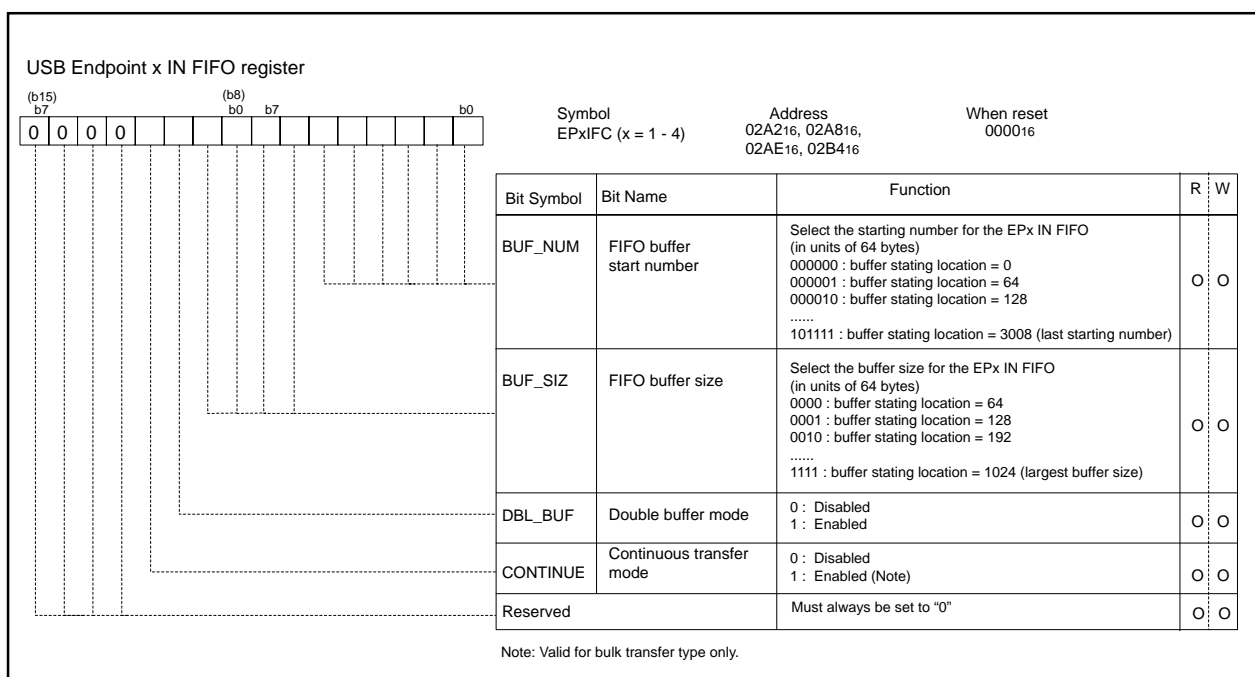 USB Endpoint x IN FIFO register
(b15) (b8)
b7 b0 b7 b0
0 0 0 0
Symbol Address When reset
EPxIFC (x = 1 - 4) 02A216, 02A816, 000016
02AE16, 02B416
Bit Symbol Bit Name Function R W
BUF_NUM FIFO buffer start number
Select the starting number for the EPx IN FIFO
(in units of 64 bytes)
000000 : buffer stating location = 0
000001 : buffer stating location = 64
000010 : buffer stating location = 128
......
101111 : buffer stating location = 3008 (last starting number)
O O
BUF_SIZ FIFO buffer size
Select the buffer size for the EPx IN FIFO
(in units of 64 bytes)
0000 : buffer stating location = 64
0001 : buffer stating location = 128
0010 : buffer stating location = 192
......
1111 : buffer stating location = 1024 (largest buffer size)
O O
DBL_BUF Double buffer mode
0 : Disabled
1 : Enabled
O O
CONTINUE Continuous transfer mode
0 : Disabled
1 : Enabled (Note)
O O
Reserved Must always be set to “0” O O
Note: Valid for bulk transfer type only.